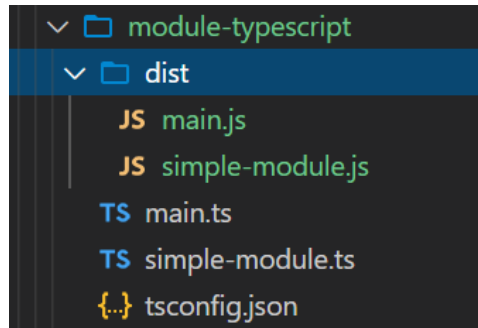 module-typescript
dist
JS main.js
JS simple-module.js
TS main.ts
TS simple-module.ts
{...} tsconfig.json